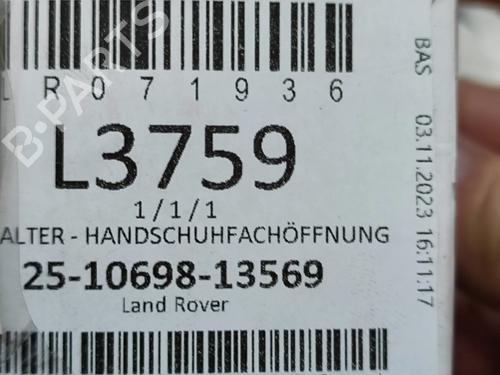 LR071936
L3759
1/1/1
ALTER - HANDSCHUHFACHÖFFNUNG
25-10698-13569
Land Rover
BAS 03.11.2023 16:11:17
B-PARTS